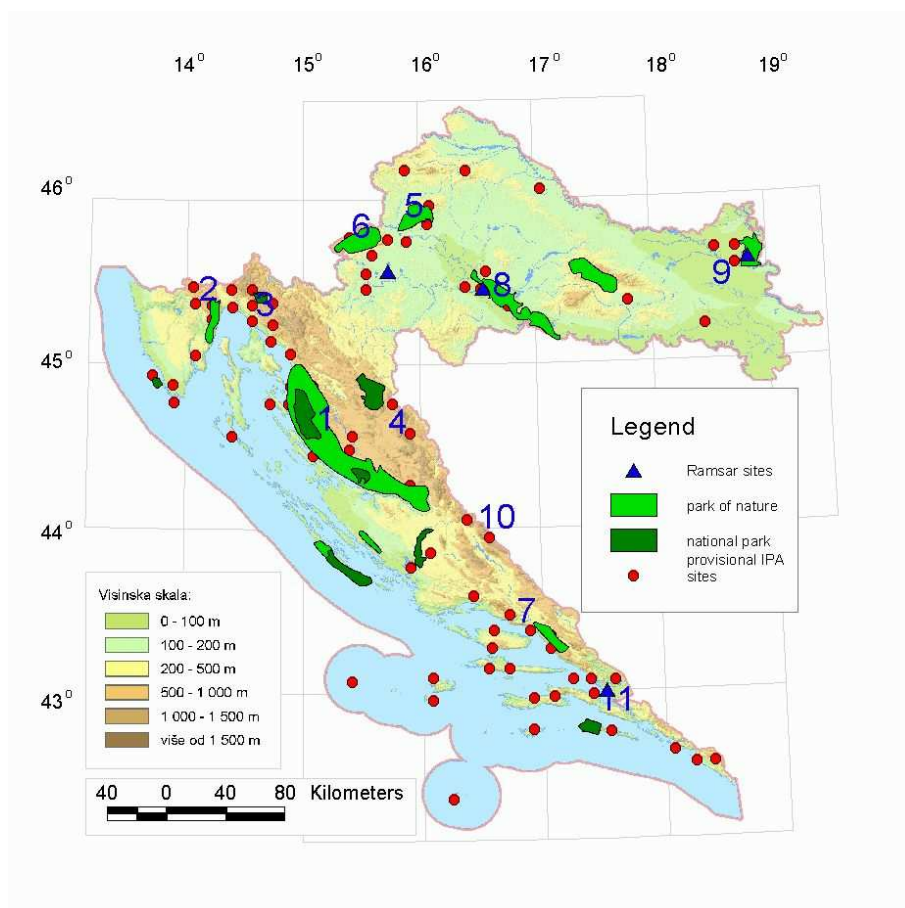 14⁰ 15⁰ 16⁰ 17⁰ 18⁰ 19⁰
46⁰
5
6
9
2
3
8
45⁰
1
4
Legend
Ramsar sites
park of nature
national park
provisional IPA
sites
44⁰
10
7
Visinska skala:
0 - 100 m
100 - 200 m
200 - 500 m
500 - 1 000 m
1 000 - 1 500 m
više od 1 500 m
43⁰
11
40 0 40 80 Kilometers